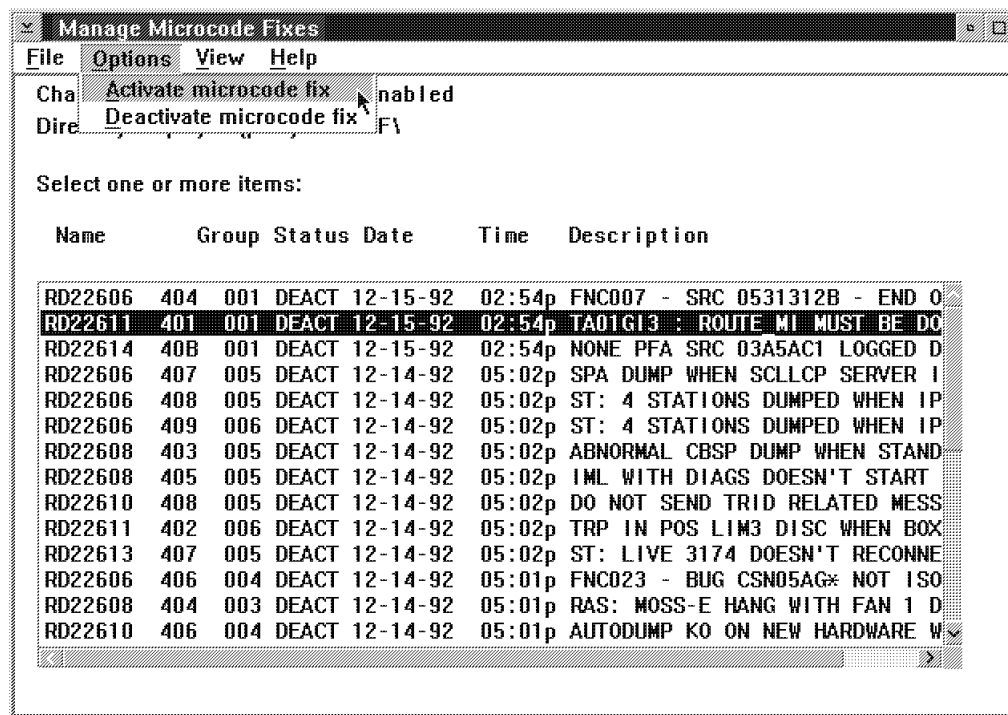 Manage Microcode Fixes
File Options View Help
Activate microcode fix
Deactivate microcode fix
Cha nabled
Dire F\
Select one or more items:
Name Group Status Date Time Description
RD22606 404 001 DEACT 12-15-92 02:54p FNC007 - SRC 0531312B - END O
RD22611 401 001 DEACT 12-15-92 02:54p TA01GI3 : ROUTE_MI MUST BE DO
RD22614 40B 001 DEACT 12-15-92 02:54p NONE PFA SRC 03A5AC1 LOGGED D
RD22606 407 005 DEACT 12-14-92 05:02p SPA DUMP WHEN SCLLCP SERVER I
RD22606 408 005 DEACT 12-14-92 05:02p ST: 4 STATIONS DUMPED WHEN IP
RD22606 409 006 DEACT 12-14-92 05:02p ST: 4 STATIONS DUMPED WHEN IP
RD22608 403 005 DEACT 12-14-92 05:02p ABNORMAL CBSP DUMP WHEN STAND
RD22608 405 005 DEACT 12-14-92 05:02p IML WITH DIAGS DOESN'T START
RD22610 408 005 DEACT 12-14-92 05:02p DO NOT SEND TRID RELATED MESS
RD22611 402 006 DEACT 12-14-92 05:02p TRP IN POS LIM3 DISC WHEN BOX
RD22613 407 005 DEACT 12-14-92 05:02p ST: LIVE 3174 DOESN'T RECONNE
RD22606 406 004 DEACT 12-14-92 05:01p FNC023 - BUG CSN05AG* NOT ISO
RD22608 404 003 DEACT 12-14-92 05:01p RAS: MOSS-E HANG WITH FAN 1 D
RD22610 406 004 DEACT 12-14-92 05:01p AUTODUMP KO ON NEW HARDWARE W